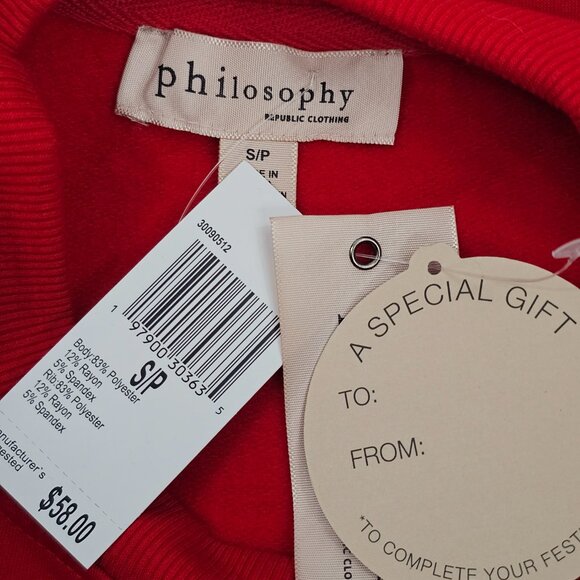 philosophy
REPUBLIC CLOTHING
S/P
IN
30090512
1 97900 30363 5
S/P
Body:83% Polyester
12% Rayon
5% Spandex
Rib:83% Polyester
12% Rayon
5% Spandex
$58.00
A SPECIAL GIFT
TO:
FROM:
*TO COMPLETE YOUR FEST